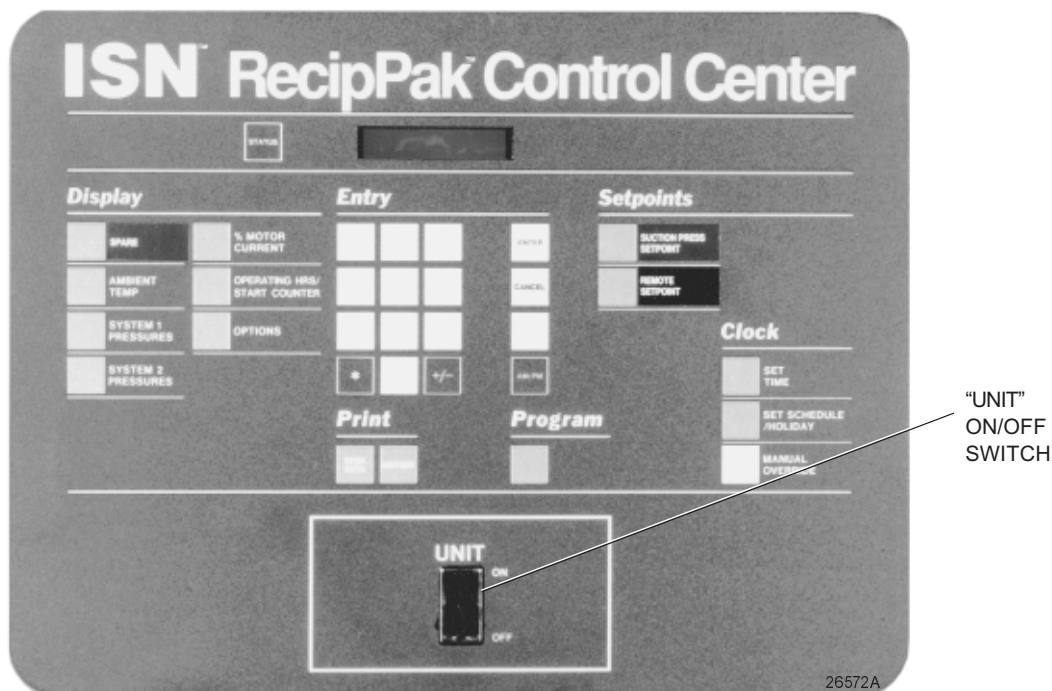 ISN™ RecipPak™ Control Center
STATUS
Display
SPARE
% MOTOR
CURRENT
AMBIENT
TEMP
OPERATING HRS/
START COUNTER
SYSTEM 1
PRESSURES
OPTIONS
SYSTEM 2
PRESSURES
Entry
ENTER
CANCEL
*
+/–
AM/PM
Setpoints
SUCTION PRESS
SETPOINT
REMOTE
SETPOINT
Clock
SET
TIME
SET SCHEDULE
/HOLIDAY
MANUAL
OVERRIDE
Print
Program
UNIT
ON
OFF
“UNIT”
ON/OFF
SWITCH
26572A